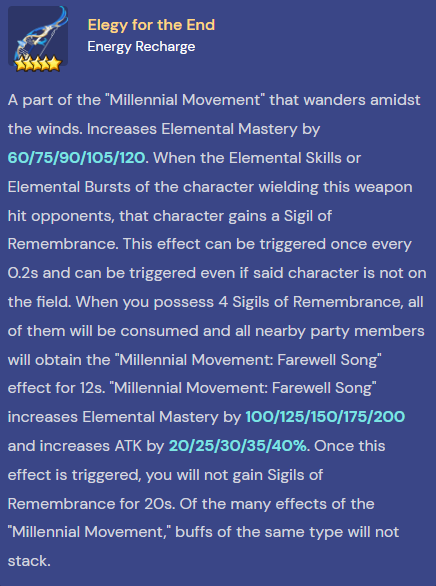 Elegy for the End
Energy Recharge
A part of the "Millennial Movement" that wanders amidst
the winds. Increases Elemental Mastery by
60/75/90/105/120. When the Elemental Skills or
Elemental Bursts of the character wielding this weapon
hit opponents, that character gains a Sigil of
Remembrance. This effect can be triggered once every
0.2s and can be triggered even if said character is not on
the field. When you possess 4 Sigils of Remembrance, all
of them will be consumed and all nearby party members
will obtain the "Millennial Movement: Farewell Song"
effect for 12s. "Millennial Movement: Farewell Song"
increases Elemental Mastery by 100/125/150/175/200
and increases ATK by 20/25/30/35/40%. Once this
effect is triggered, you will not gain Sigils of
Remembrance for 20s. Of the many effects of the
"Millennial Movement," buffs of the same type will not
stack.